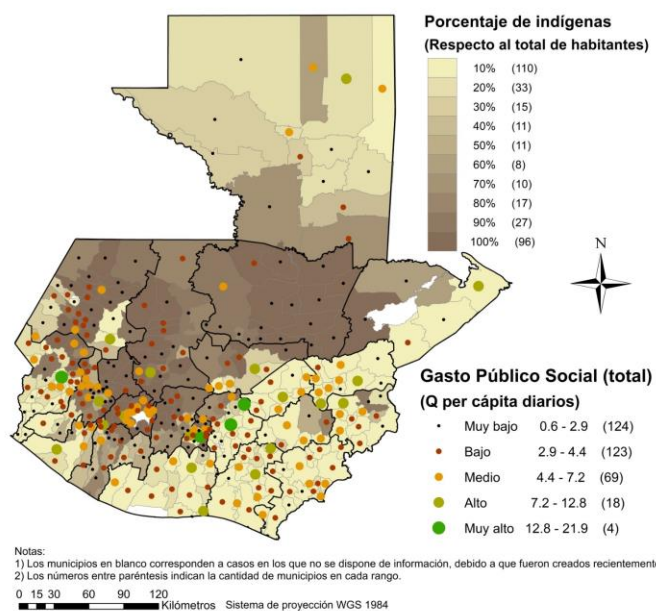 Porcentaje de indígenas
(Respecto al total de habitantes)
10% (110)
20% (33)
30% (15)
40% (11)
50% (11)
60% (8)
70% (10)
80% (17)
90% (27)
100% (96)
N
Gasto Público Social (total)
(Q per cápita diarios)
Muy bajo 0.6 - 2.9 (124)
Bajo 2.9 - 4.4 (123)
Medio 4.4 - 7.2 (69)
Alto 7.2 - 12.8 (18)
Muy alto 12.8 - 21.9 (4)
Notas:
1) Los municipios en blanco corresponden a casos en los que no se dispone de información, debido a que fueron creados recientemente
2) Los números entre paréntesis indican la cantidad de municipios en cada rango.
0 15 30 60 90 120
Kilómetros Sistema de proyección WGS 1984